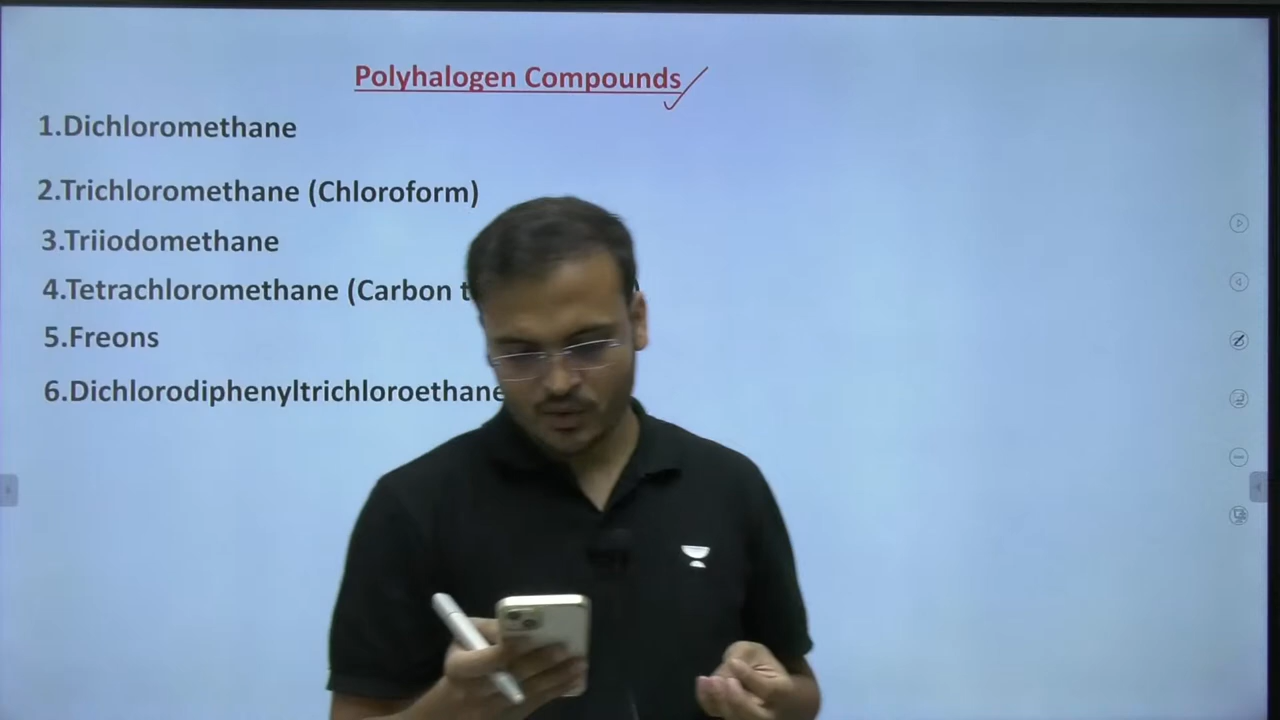 Polyhalogen Compounds
1.Dichloromethane
2.Trichloromethane (Chloroform)
3.Triiodomethane
4.Tetrachloromethane (Carbon
5.Freons
6.Dichlorodiphenyltrichloroethane